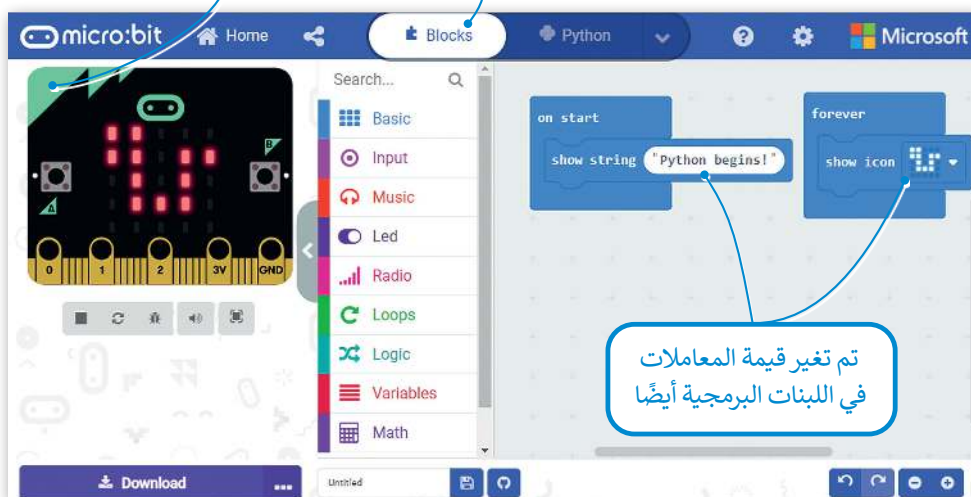 micro:bit Home Blocks Python Microsoft
Search...
Basic
Input
Music
Led
Radio
Loops
Logic
Variables
Math
on start
show string "Python begins!"
forever
show icon
B
A
0 1 2 3V GND
تم تغير قيمة المعاملات
في اللبنات البرمجية أيضًا
Download ... Untitled